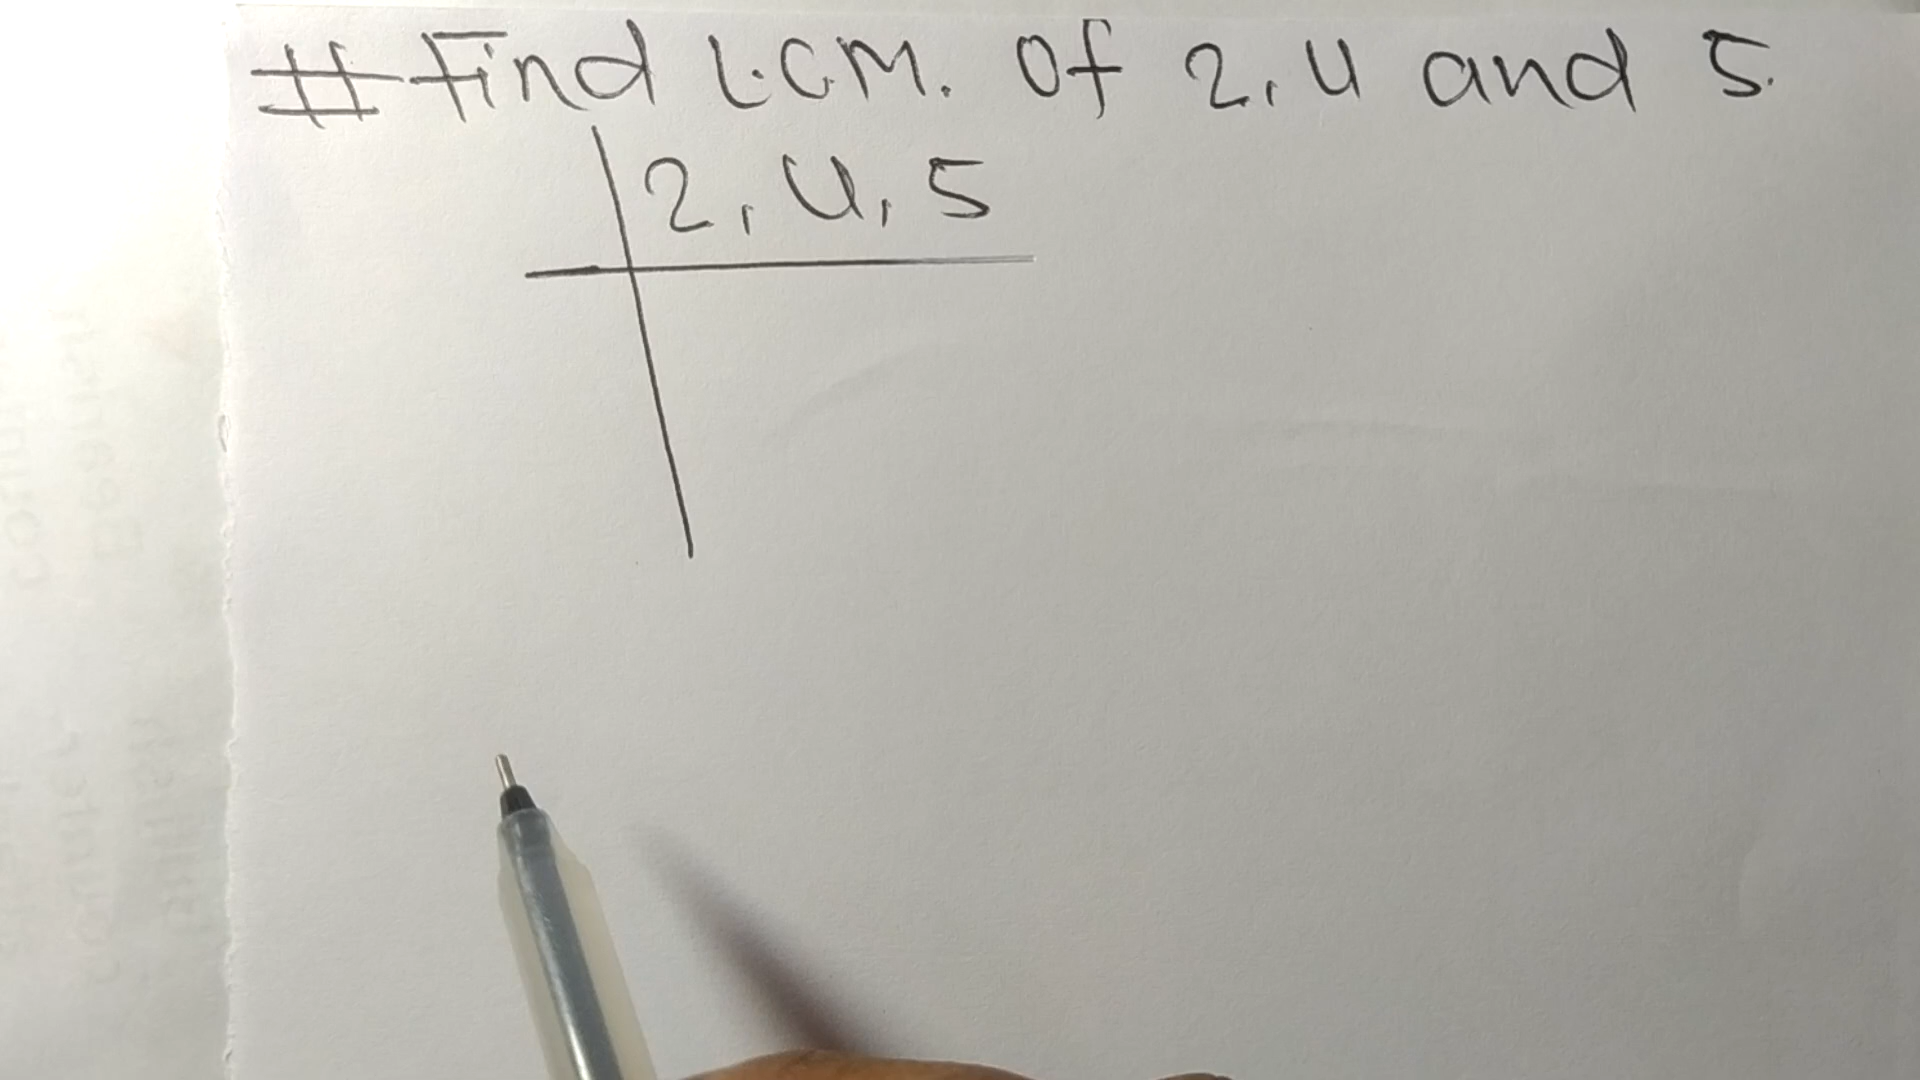 # Find L.C.M. of 2, 4 and 5.
2, 4, 5